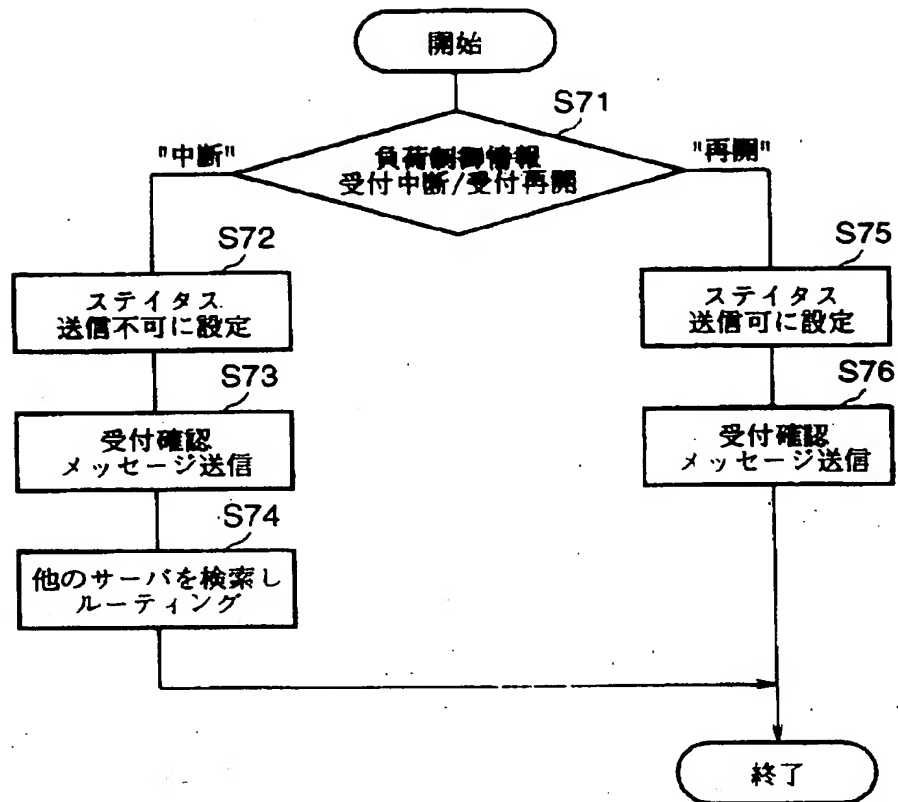 開始
S71
負荷制御情報
受付中断/受付再開
"中断"
"再開"
S72
ステイタス
送信不可に設定
S73
受付確認
メッセージ送信
S74
他のサーバを検索し
ルーティング
S75
ステイタス
送信可に設定
S76
受付確認
メッセージ送信
終了